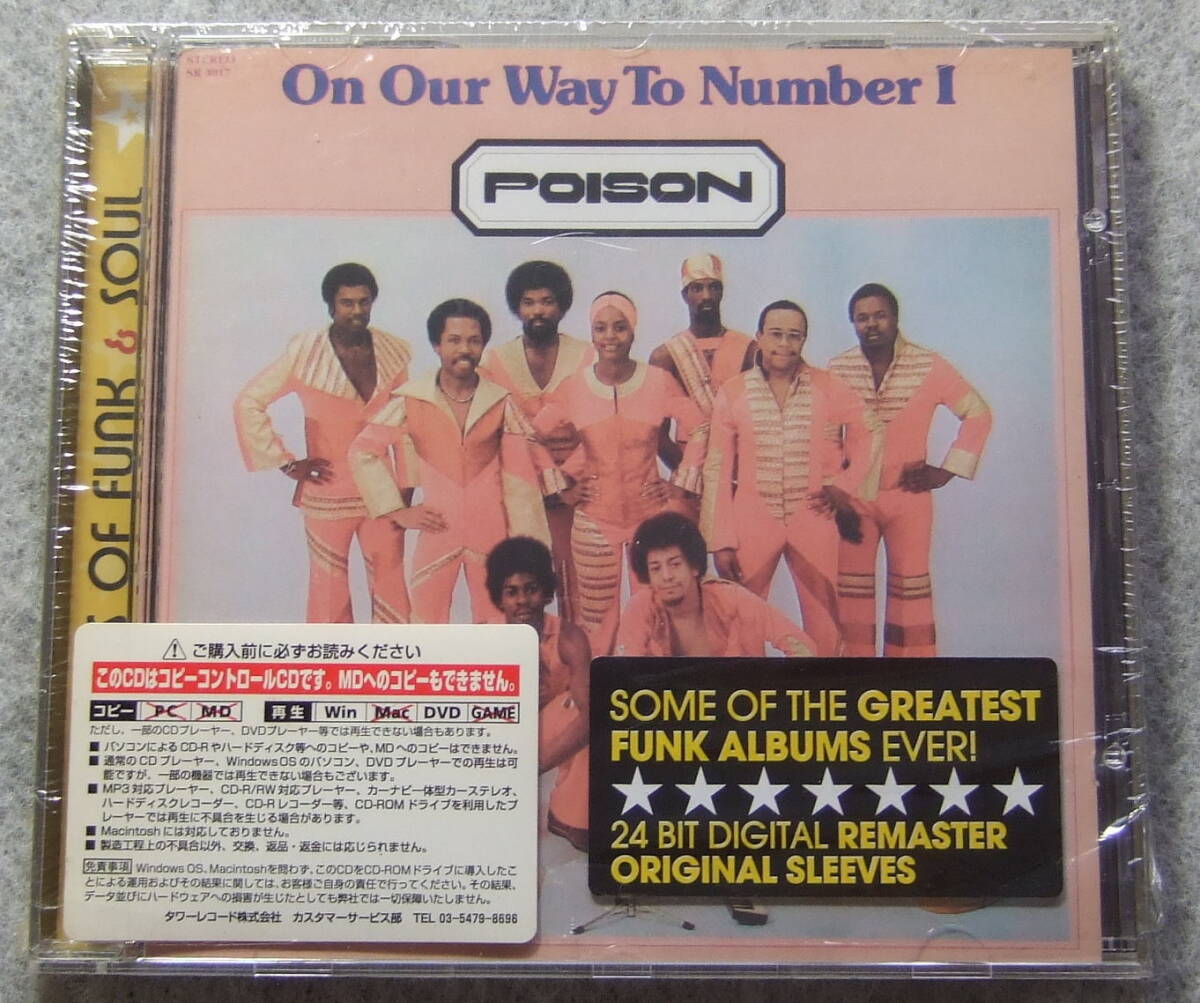 STEREO
SR 3017
On Our Way To Number 1
POISON
OF FUNK & SOUL
⚠ ご購入前に必ずお読みください
このCDはコピーコントロールCDです。MDへのコピーもできません。
コピー PC MD 再生 Win Mac DVD GAME
ただし、一部のCDプレーヤー、DVDプレーヤー等では再生できない場合もあります。
■ パソコンによるCD-Rやハードディスク等へのコピーや、MDへのコピーはできません。
■ 通常のCDプレーヤー、Windows OSのパソコン、DVDプレーヤーでの再生は可
能ですが、一部の機器では再生できない場合もございます。
■ MP3対応プレーヤー、CD-R/RW対応プレーヤー、カーナビ一体型カーステレオ、
ハードディスクレコーダー、CD-Rレコーダー等、CD-ROMドライブを利用したプ
レーヤーでは再生に不具合を生じる場合があります。
■ Macintoshには対応しておりません。
■ 製造工程上の不具合以外、交換、返品・返金には応じられません。
免責事項 Windows OS、Macintoshを問わず、このCDをCD-ROMドライブに導入したこ
とによる運用およびその結果に関しては、お客様ご自身の責任で行ってください。その結果、
データ並びにハードウェアへの損害が生じたとしても弊社では一切保障いたしません。
タワーレコード株式会社 カスタマーサービス部 TEL 03-5479-8696
SOME OF THE GREATEST
FUNK ALBUMS EVER!
24 BIT DIGITAL REMASTER
ORIGINAL SLEEVES